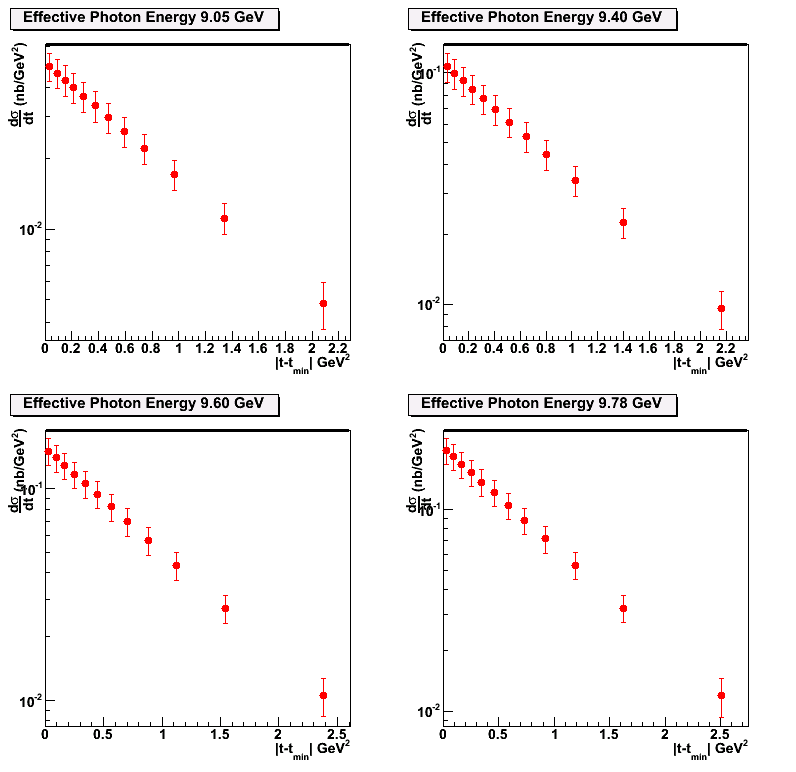 Effective Photon Energy 9.05 GeV
dσ/dt (nb/GeV²)
10⁻²
0 0.2 0.4 0.6 0.8 1 1.2 1.4 1.6 1.8 2 2.2
|t-t_min| GeV²
Effective Photon Energy 9.40 GeV
dσ/dt (nb/GeV²)
10⁻¹
10⁻²
0 0.2 0.4 0.6 0.8 1 1.2 1.4 1.6 1.8 2 2.2
|t-t_min| GeV²
Effective Photon Energy 9.60 GeV
dσ/dt (nb/GeV²)
10⁻¹
10⁻²
0 0.5 1 1.5 2 2.5
|t-t_min| GeV²
Effective Photon Energy 9.78 GeV
dσ/dt (nb/GeV²)
10⁻¹
10⁻²
0 0.5 1 1.5 2 2.5
|t-t_min| GeV²